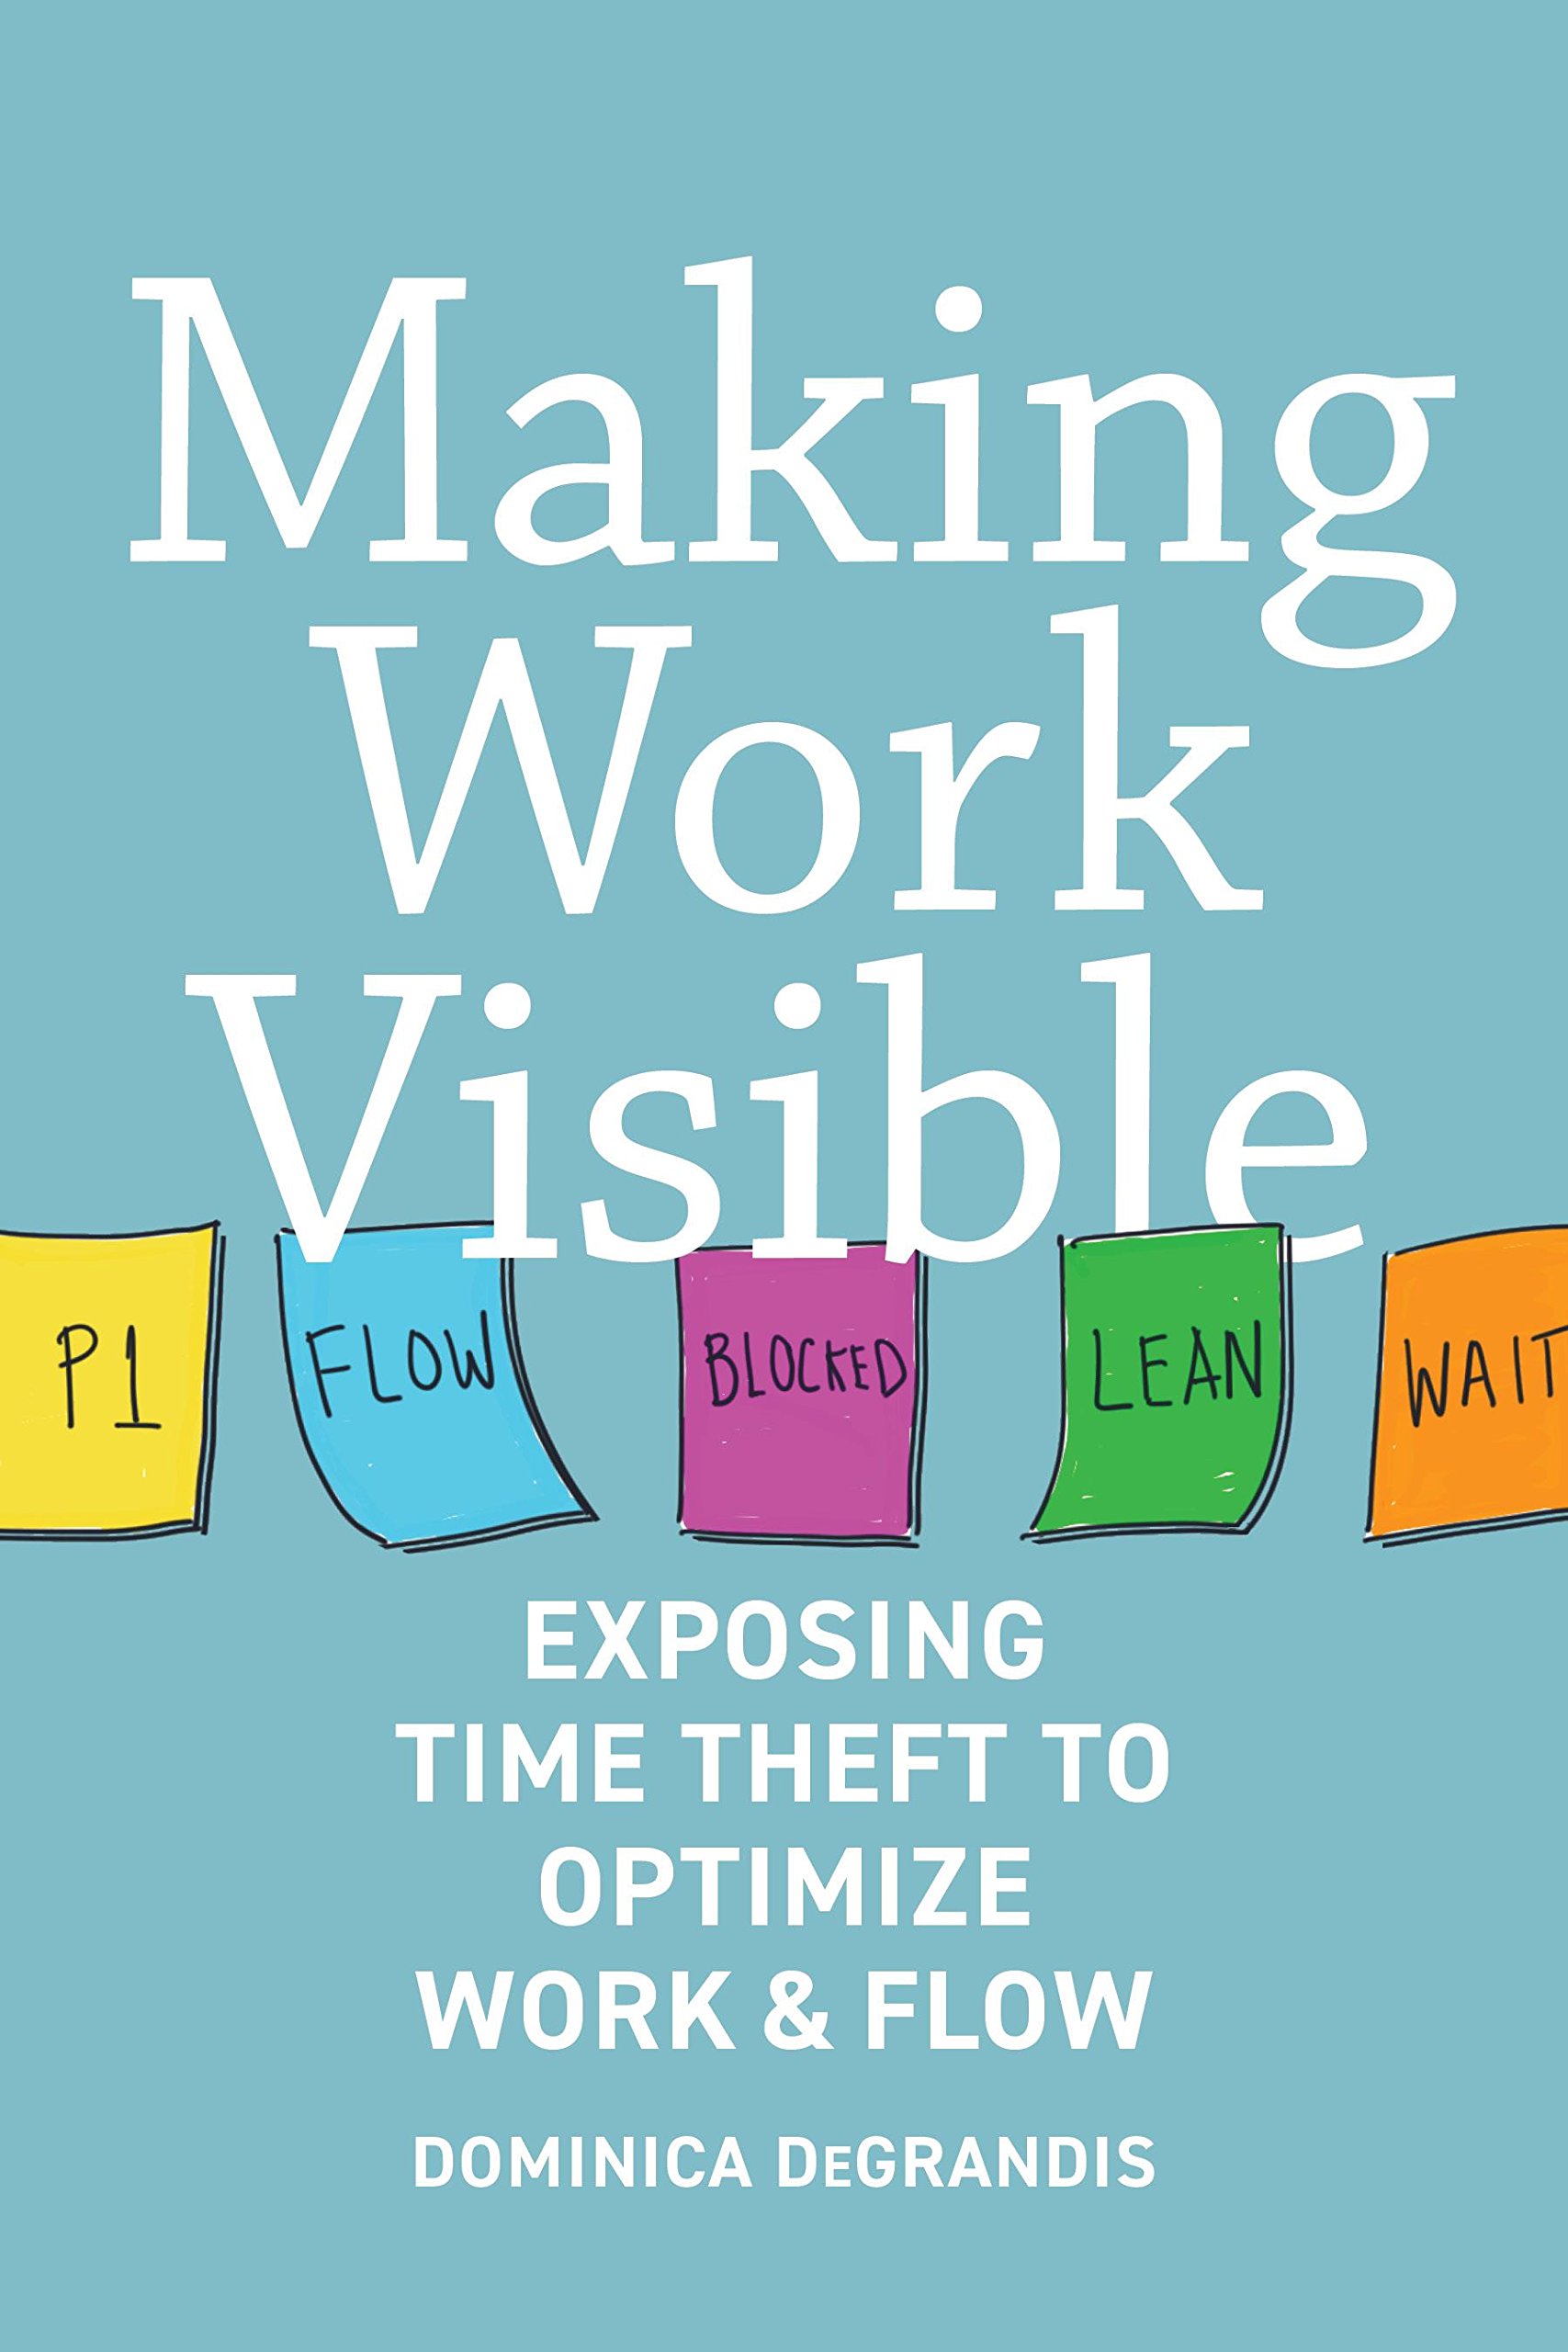 Making
Work
Visible
P1
FLOW
BLOCKED
LEAN
WAIT
EXPOSING
TIME THEFT TO
OPTIMIZE
WORK & FLOW
DOMINICA DeGRANDIS